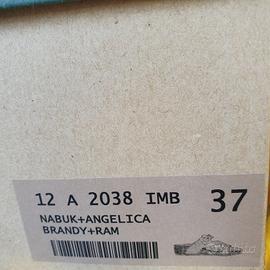 12 A 2038 IMB 37
NABUK+ANGELICA
BRANDY+RAM